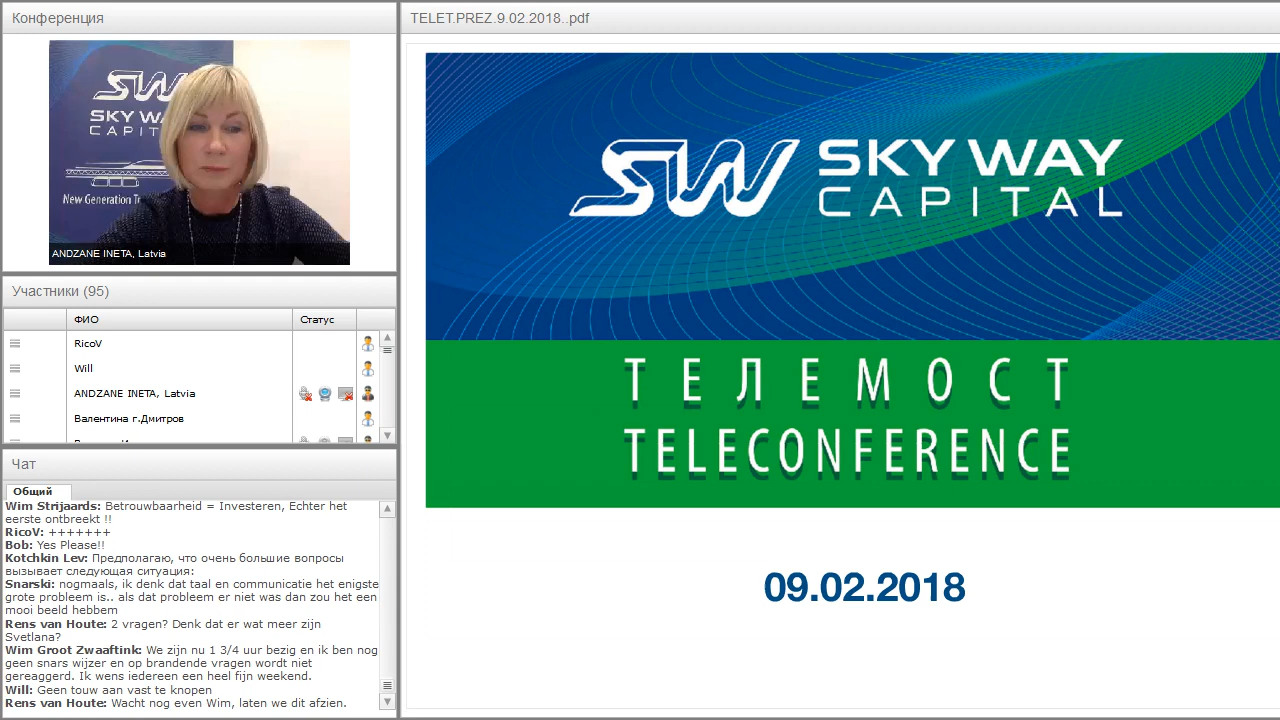 Конференция
SW
SKY WAY
CAPIT
New Generation T
ANDZANE INETA, Latvia
Участники (95)
ФИО
Статус
RicoV
Will
ANDZANE INETA, Latvia
Валентина г.Дмитров
Чат
Общий
Wim Strijaards: Betrouwbaarheid = Investeren, Echter het
eerste ontbreekt !!
RicoV: +++++++
Bob: Yes Please!!
Kotchkin Lev: Предполагаю, что очень большие вопросы
вызывает следующая ситуация:
Snarski: nogmaals, ik denk dat taal en communicatie het enigste
grote probleem is.. als dat probleem er niet was dan zou het een
mooi beeld hebbem
Rens van Houte: 2 vragen? Denk dat er wat meer zijn
Svetlana?
Wim Groot Zwaaftink: We zijn nu 1 3/4 uur bezig en ik ben nog
geen snars wijzer en op brandende vragen wordt niet
gereaggerd. Ik wens iedereen een heel fijn weekend.
Will: Geen touw aan vast te knopen
Rens van Houte: Wacht nog even Wim, laten we dit afzien.
TELET.PREZ.9.02.2018..pdf
SW SKY WAY
CAPITAL
ТЕЛЕМОСТ
TELECONFERENCE
09.02.2018